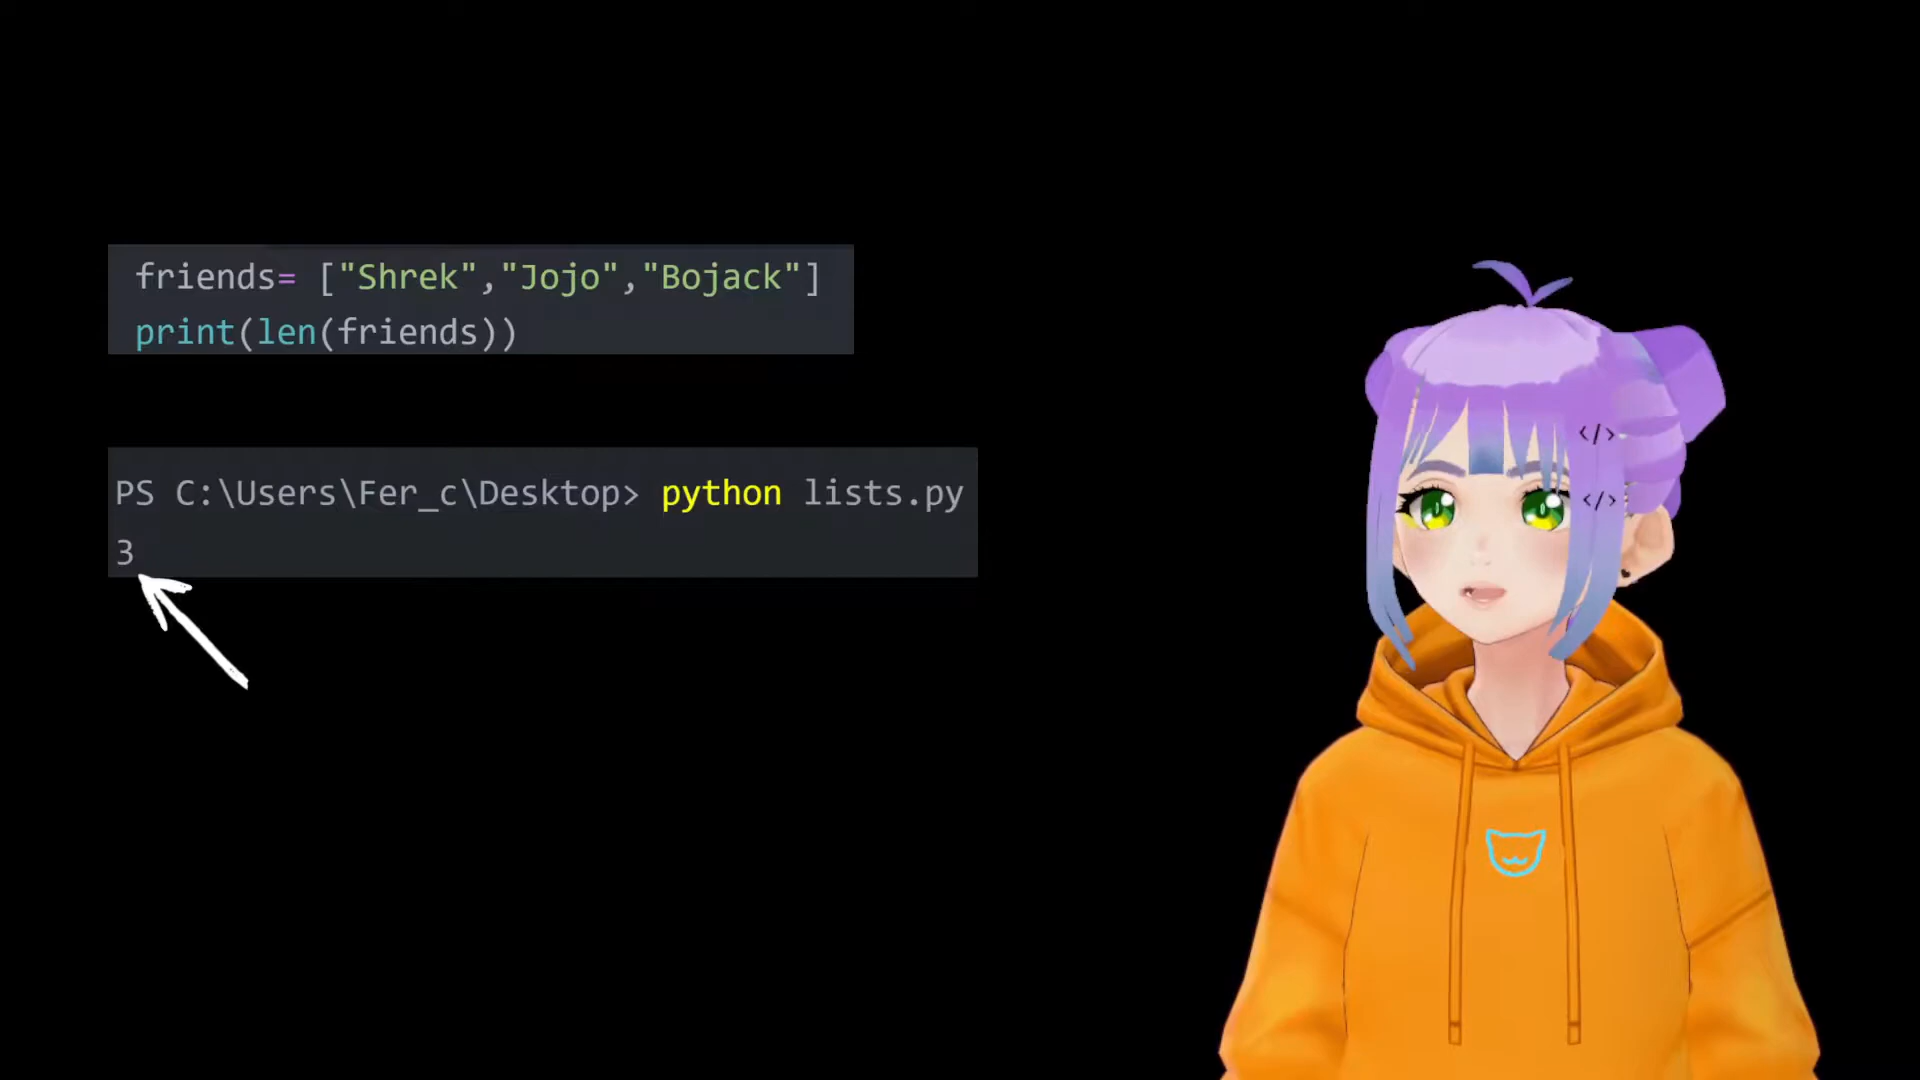 friends= ["Shrek","Jojo","Bojack"]
print(len(friends))
PS C:\Users\Fer_c\Desktop> python lists.py
3
</>
</>